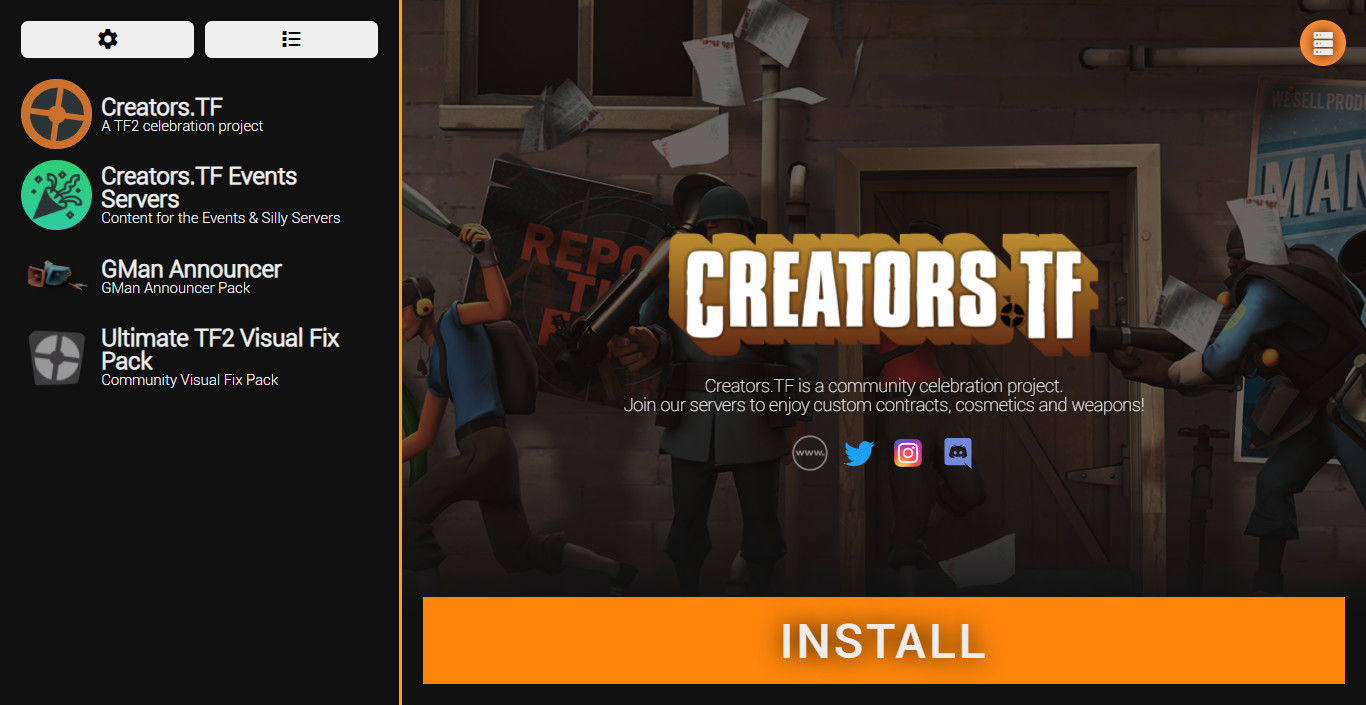 Creators.TF
A TF2 celebration project
Creators.TF Events
Servers
Content for the Events & Silly Servers
GMan Announcer
GMan Announcer Pack
Ultimate TF2 Visual Fix
Pack
Community Visual Fix Pack
WE SELL PROD
MAN
REPO
CREATORS.TF
Creators.TF is a community celebration project.
Join our servers to enjoy custom contracts, cosmetics and weapons!
www.
INSTALL